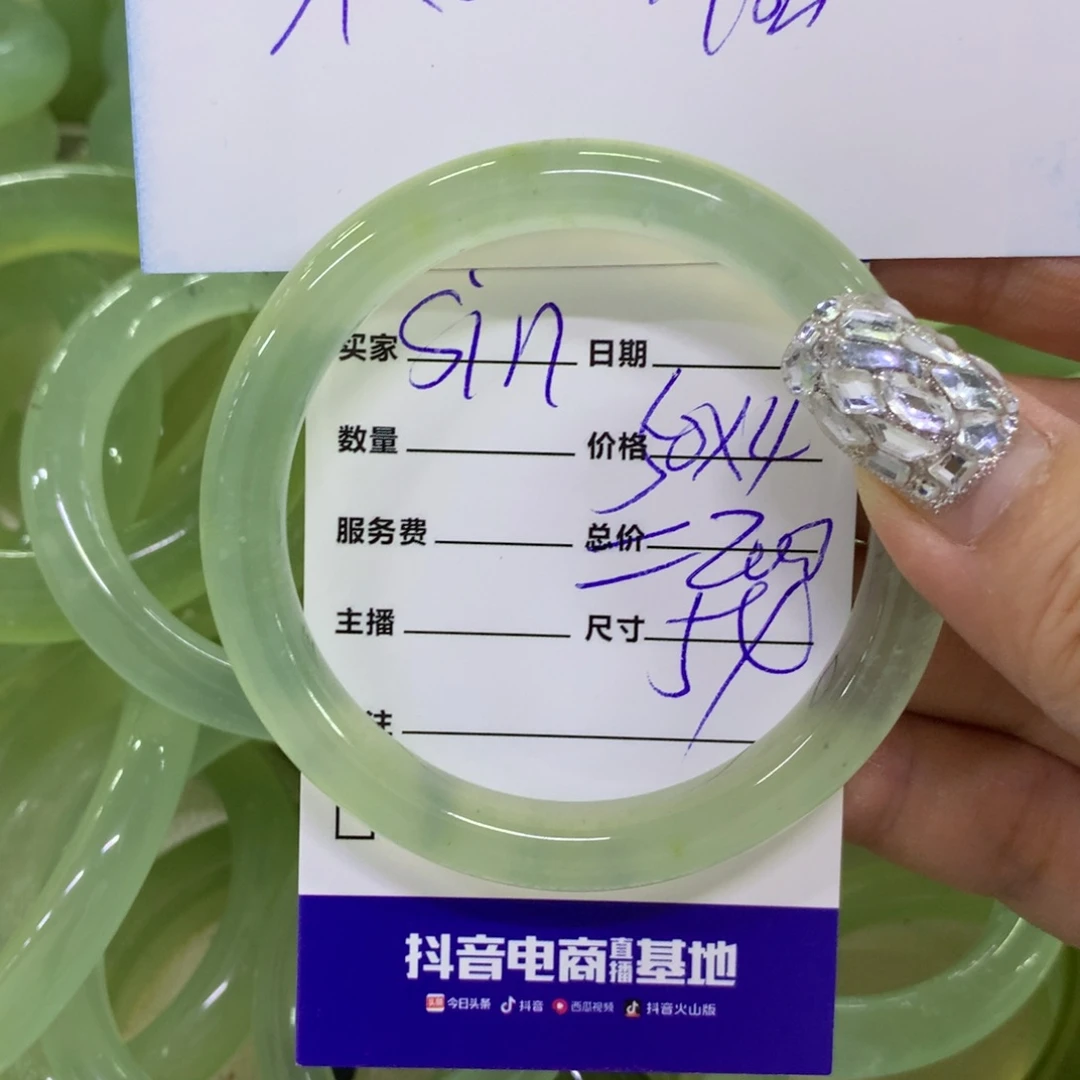 买家 Sin 日期
数量 价格 50X4
服务费 总价 =200
主播 尺寸
注
抖音电商直播基地
今日头条 抖音 西瓜视频 抖音火山版